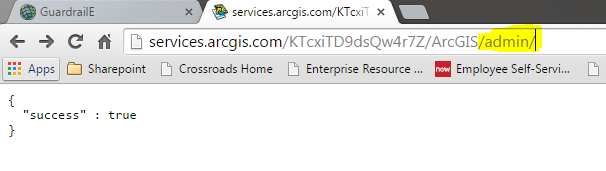 GuardrailE
services.arcgis.com/KTcxiT
services.arcgis.com/KTcxiTD9dsQw4r7Z/ArcGIS/admin/
Apps Sharepoint Crossroads Home Enterprise Resource ... now Employee Self-Servi...
{
"success" : true
}